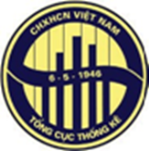 CHXHCN VIỆT NAM
6-5-1946
TỔNG CỤC THỐNG KÊ